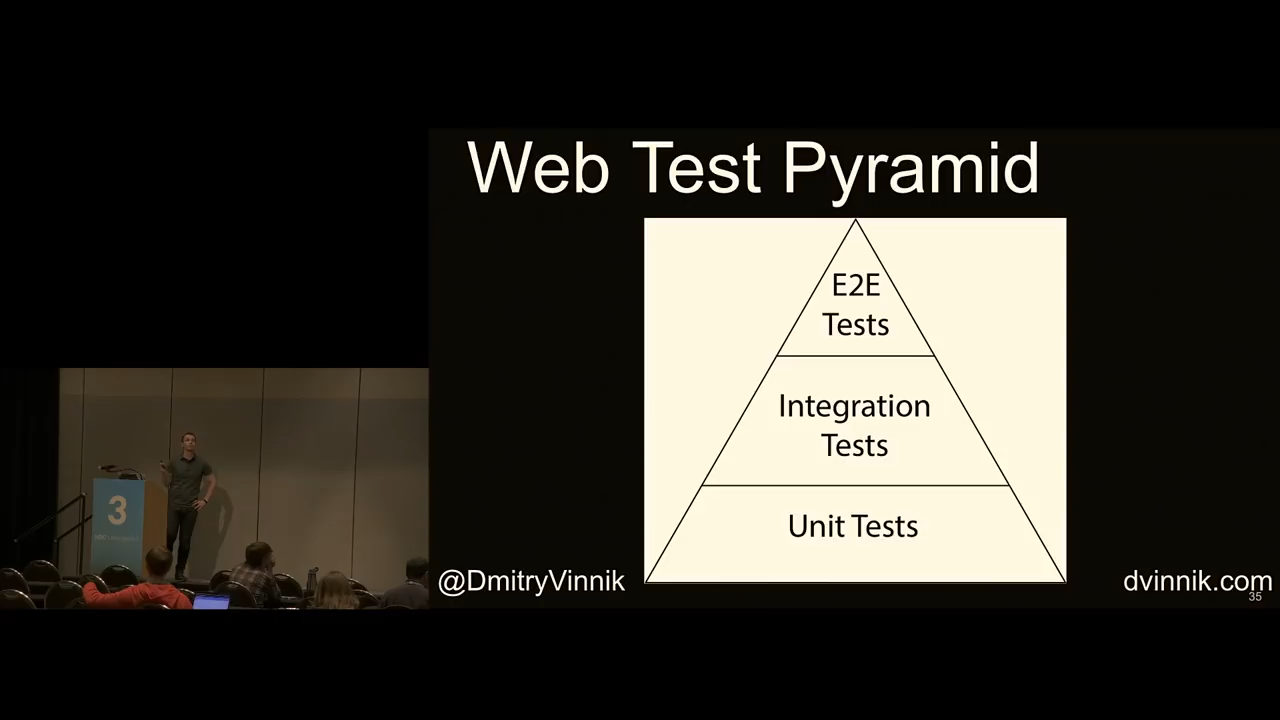 Web Test Pyramid
E2E
Tests
Integration
Tests
Unit Tests
@DmitryVinnik
dvinnik.com
35
3